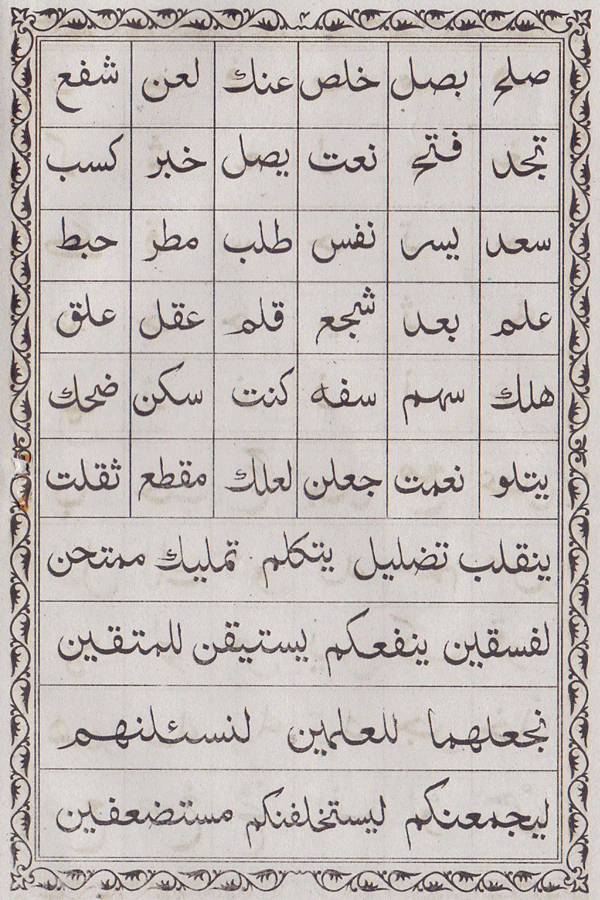 صلح بصل خلص عنك لعن شفع
تجد فتح نعت يصل خبر كسب
سعد يسر نفس طلب مطر حبط
علم بعد شجع قلم عقل علق
هلك سهم سفه كنت سكن ضحك
يتلو نعمت جعلن لعلك مقطع ثقلت
ينقلب تضليل يتكلم تمليك ممتحن
لفسقين ينفعكم يستيقن للمتقين
نجعلهما للعلمين لنسئلنهم
ليجمعنكم ليستخلفنكم مستضعفين